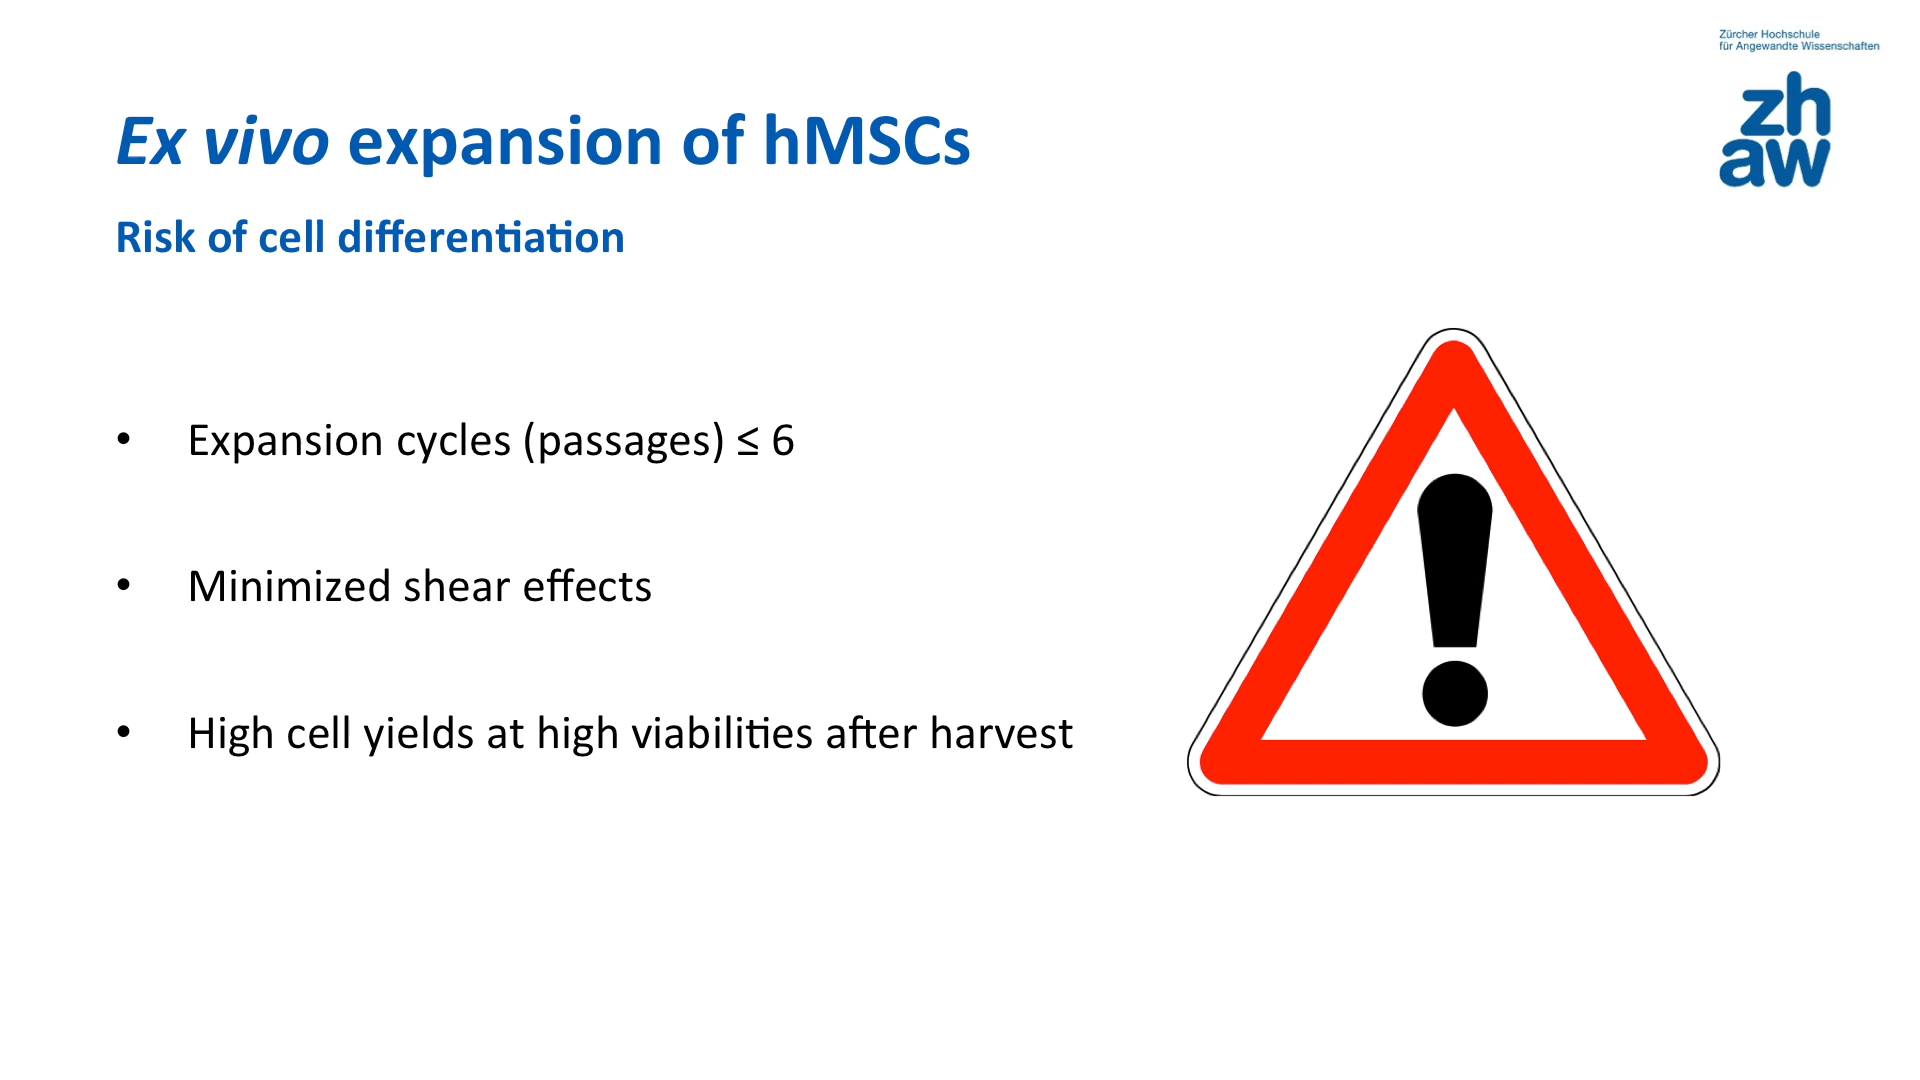 Zürcher Hochschule
für Angewandte Wissenschaften
zh
aw
Ex vivo expansion of hMSCs
Risk of cell differentiation
• Expansion cycles (passages) ≤ 6
• Minimized shear effects
• High cell yields at high viabilities after harvest